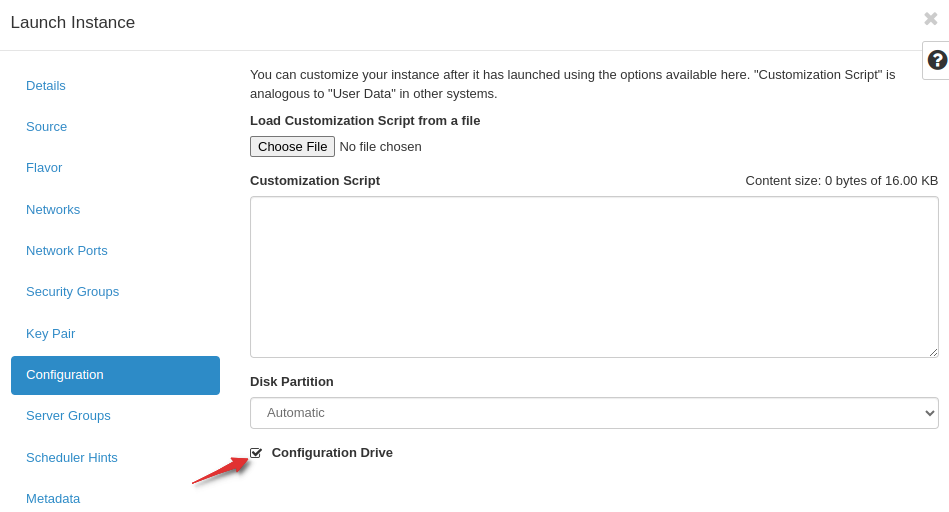 Launch Instance
Details
Source
Flavor
Networks
Network Ports
Security Groups
Key Pair
Configuration
Server Groups
Scheduler Hints
Metadata
You can customize your instance after it has launched using the options available here. "Customization Script" is
analogous to "User Data" in other systems.
Load Customization Script from a file
Choose File No file chosen
Customization Script Content size: 0 bytes of 16.00 KB
Disk Partition
Automatic
Configuration Drive